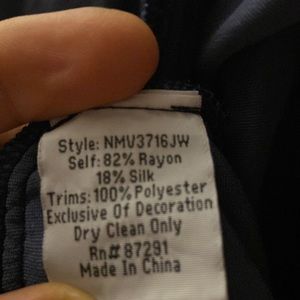 Style: NMV3716JW
Self: 82% Rayon
18% Silk
Trims: 100% Polyester
Exclusive Of Decoration
Dry Clean Only
Rn# 87291
Made In China